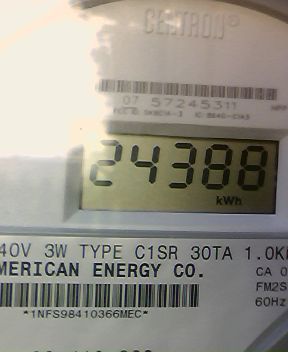 CENTRON®
07 57245311
24388
kWh
40V 3W TYPE C1SR 30TA 1.0K
MERICAN ENERGY CO.
CA 0
FM2S
60Hz
*1NFS98410366MEC*